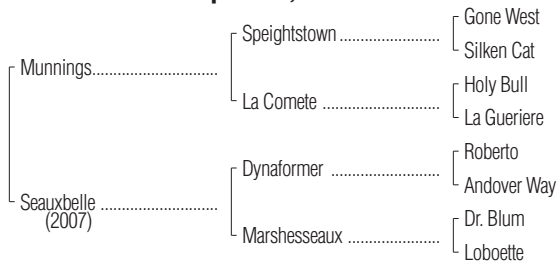 Gone West
Speightstown
Silken Cat
Munnings
Holy Bull
La Comete
La Gueriere
Roberto
Dynaformer
Andover Way
Seauxbelle
(2007)
Dr. Blum
Marshesseaux
Loboette